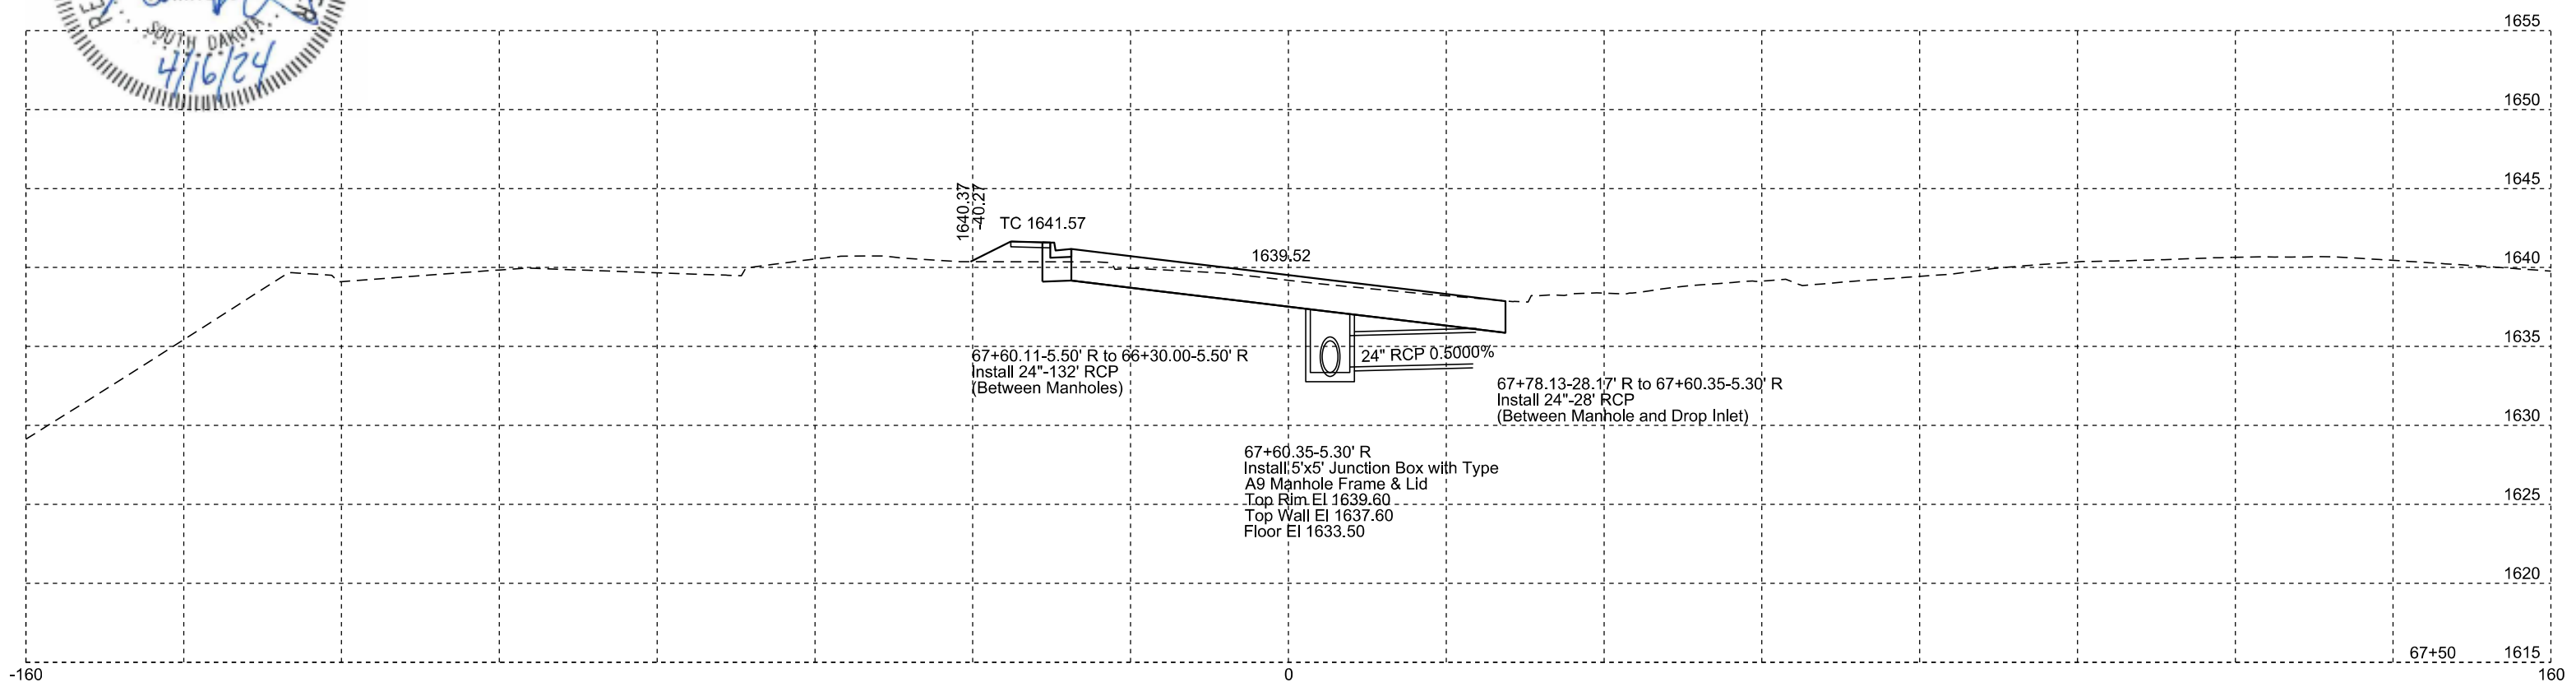 SOUTH DAKOTA
4/16/24
1655
1650
1645
1640.37
40.27
TC 1641.57
1639.52
1640
1635
67+60.11-5.50' R to 66+30.00-5.50' R
Install 24"-132' RCP
(Between Manholes)
24" RCP 0.5000%
67+78.13-28.17' R to 67+60.35-5.30' R
Install 24"-28' RCP
(Between Manhole and Drop Inlet)
1630
67+60.35-5.30' R
Install 5'x5' Junction Box with Type
A9 Manhole Frame & Lid
Top Rim El 1639.60
Top Wall El 1637.60
Floor El 1633.50
1625
1620
67+50
1615
-160
0
160